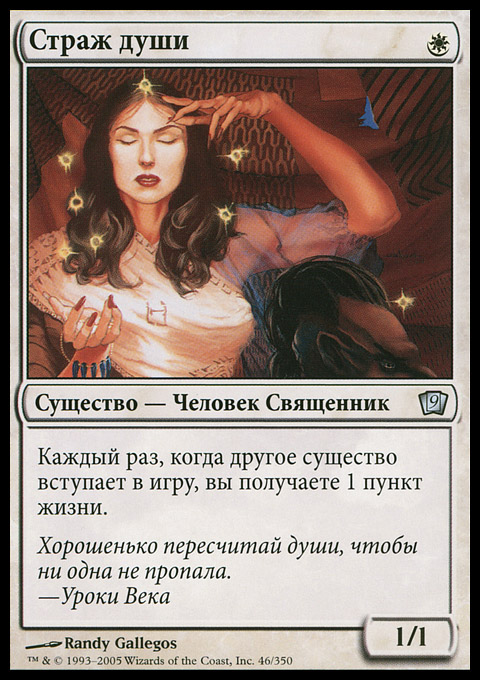 Страж души
Существо — Человек Священник
9
Каждый раз, когда другое существо
вступает в игру, вы получаете 1 пункт
жизни.
Хорошенько пересчитай души, чтобы
ни одна не пропала.
—Уроки Века
Randy Gallegos
1/1
™ & © 1993–2005 Wizards of the Coast, Inc. 46/350